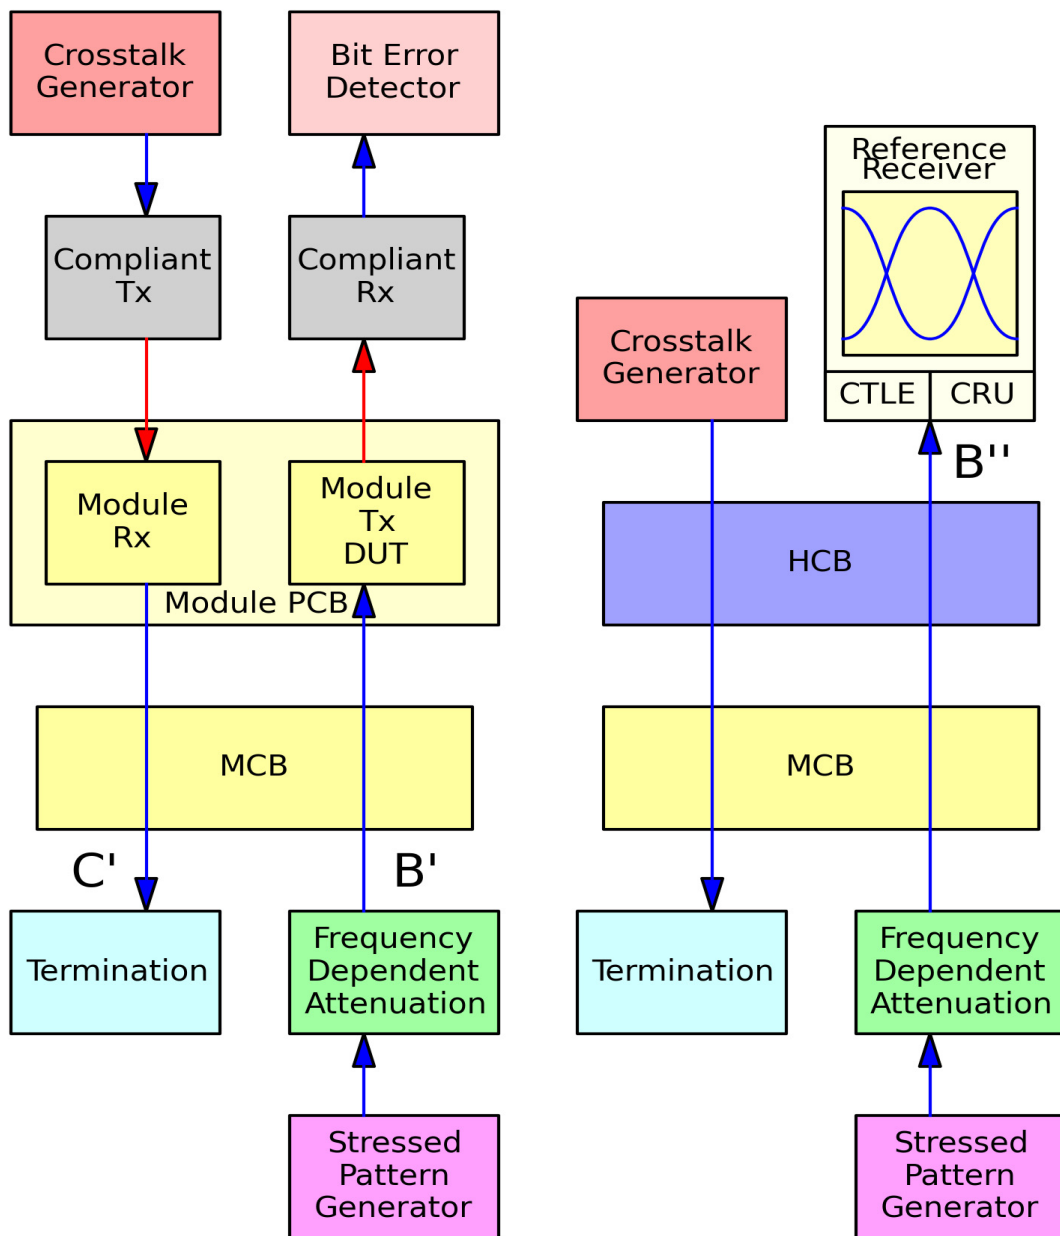 Crosstalk
Generator
Bit Error
Detector
Compliant
Tx
Compliant
Rx
Module
Rx
Module
Tx
DUT
Module PCB
MCB
C'
B'
Termination
Frequency
Dependent
Attenuation
Stressed
Pattern
Generator
Reference
Receiver
CTLE
CRU
Crosstalk
Generator
B''
HCB
MCB
Termination
Frequency
Dependent
Attenuation
Stressed
Pattern
Generator